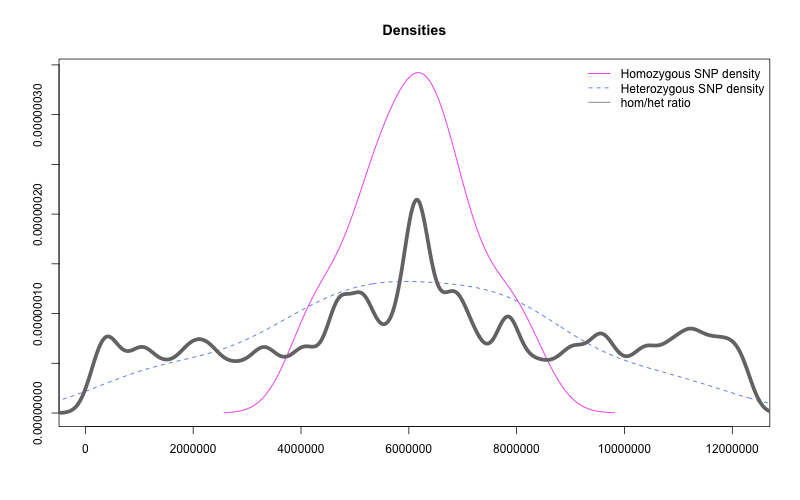 Densities
Homozygous SNP density
Heterozygous SNP density
hom/het ratio
0.00000030
0.00000020
0.00000010
0.00000000
0 2000000 4000000 6000000 8000000 10000000 12000000